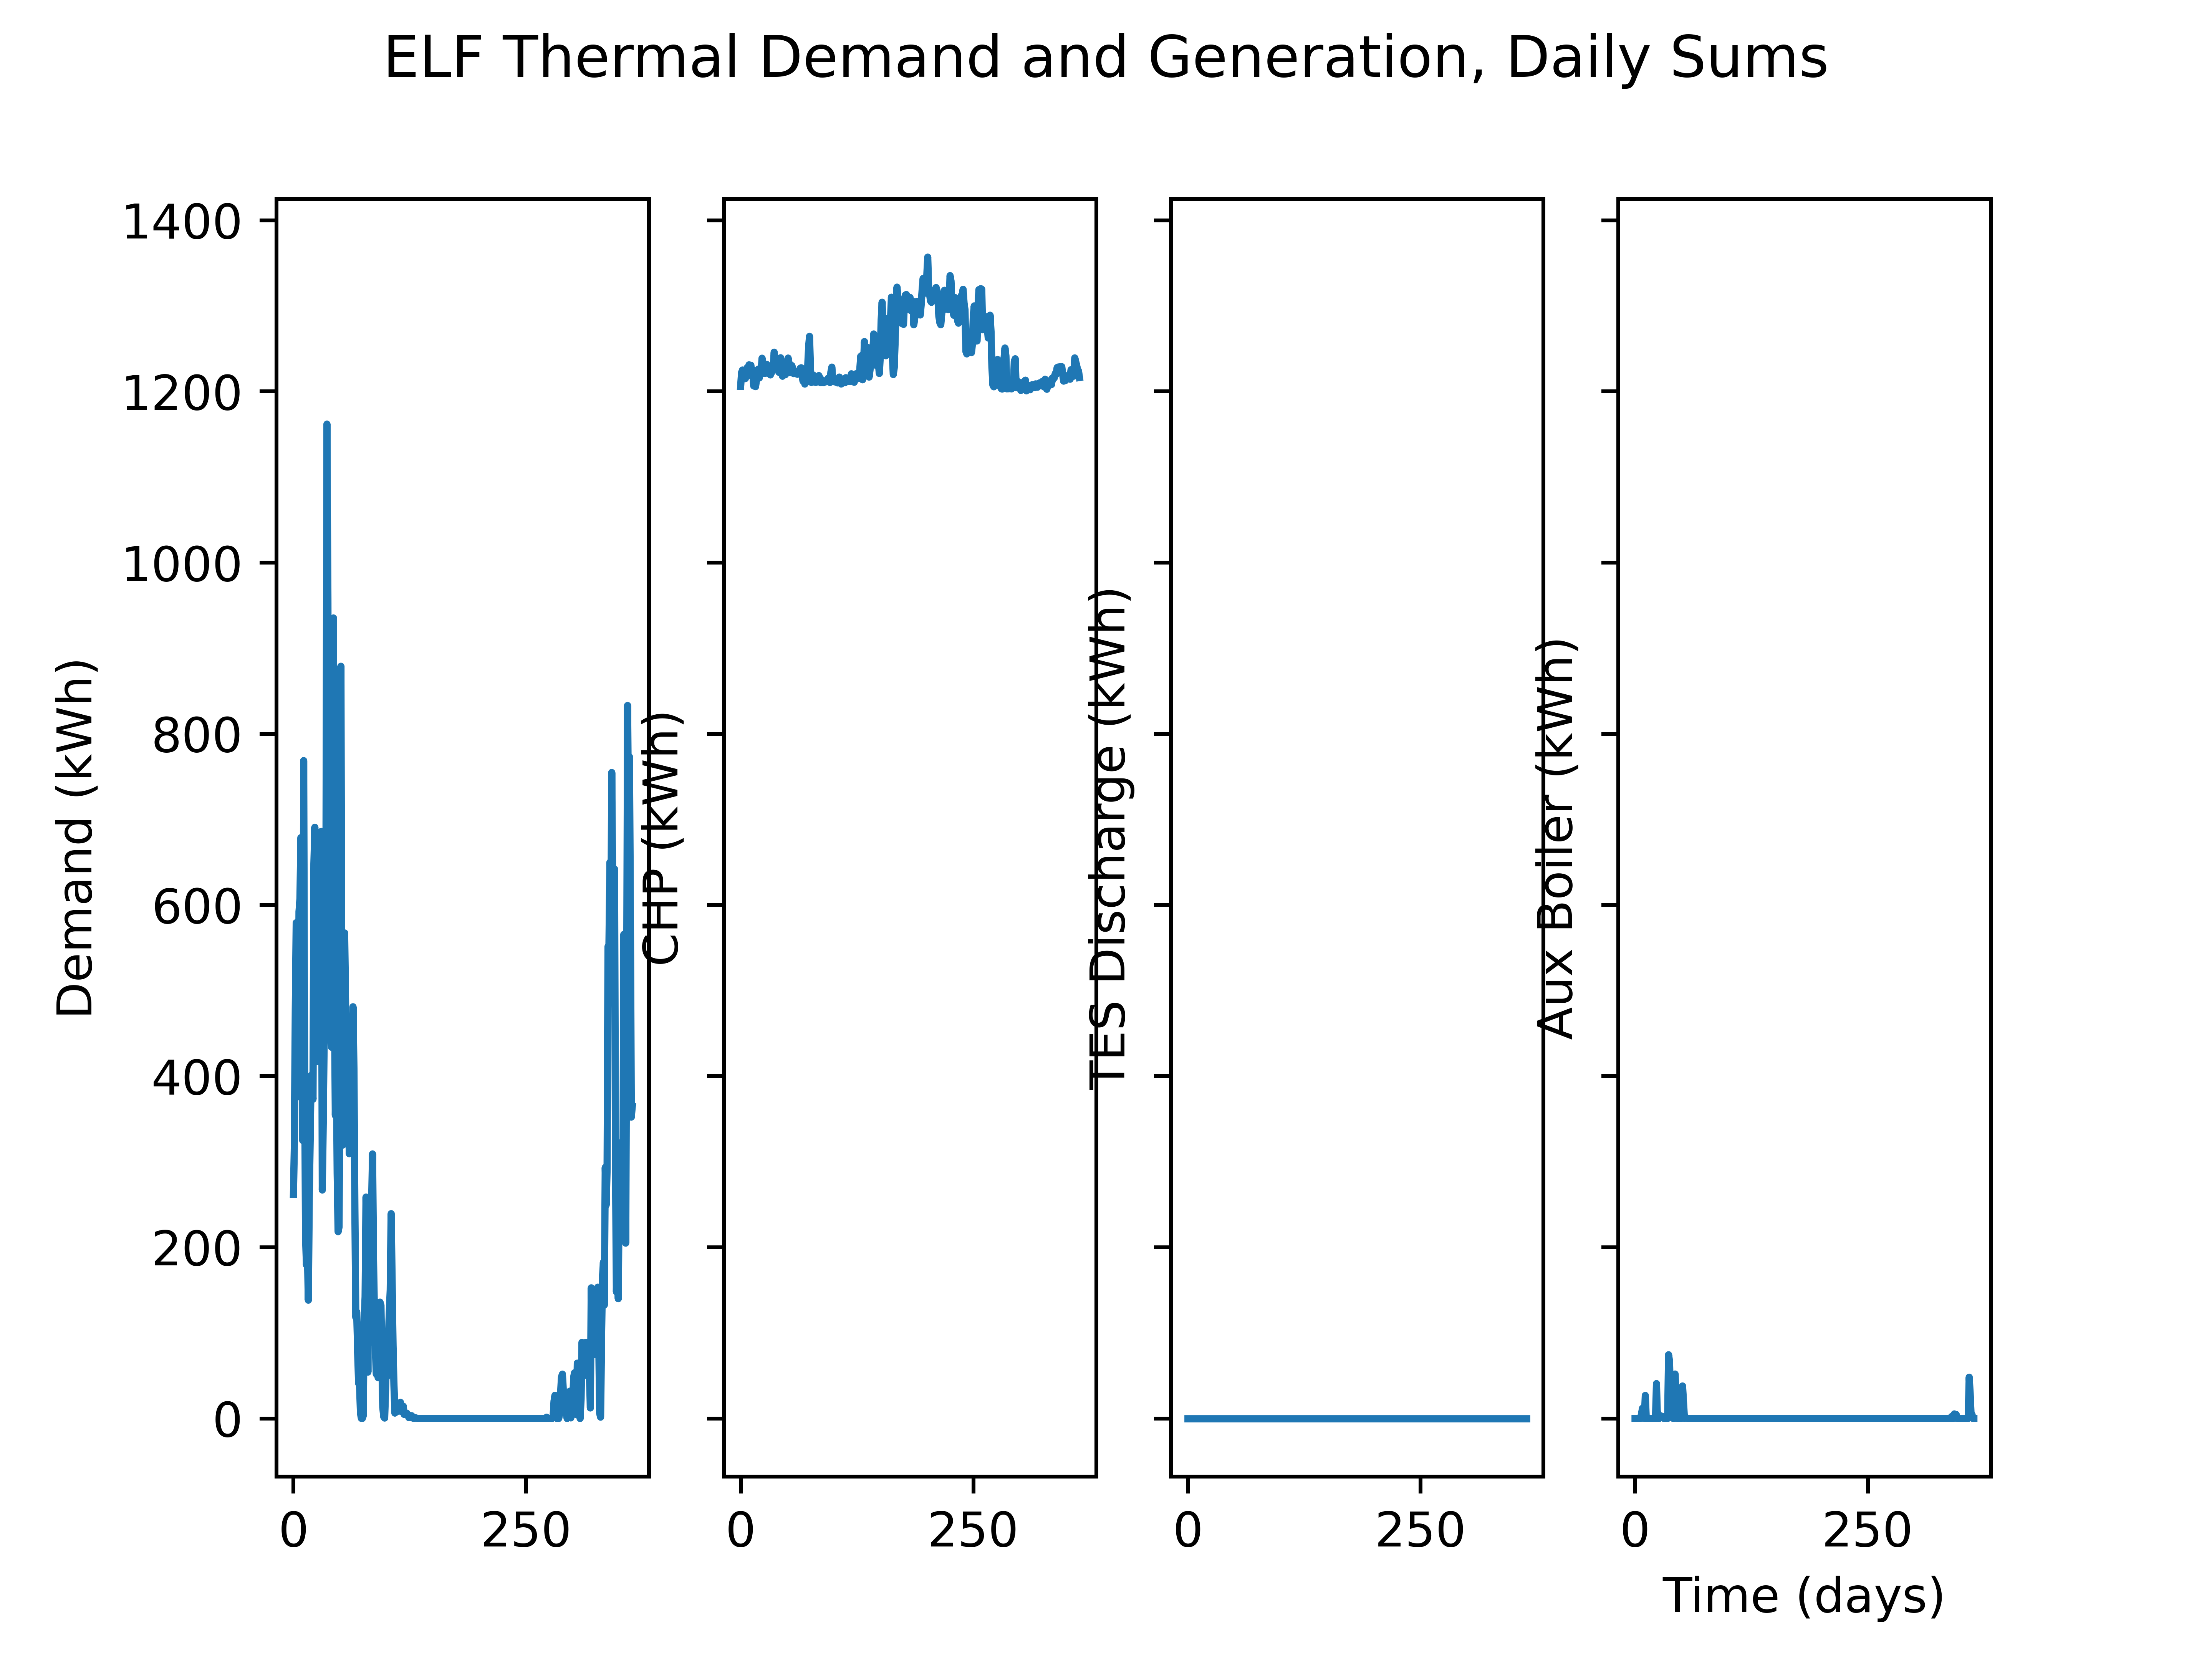 ELF Thermal Demand and Generation, Daily Sums
Demand (kWh)
1400
1200
1000
800
600
400
200
0
0 250
CHP (kWh)
0 250
TES Discharge (kWh)
0 250
Aux Boiler (kWh)
0 250
Time (days)